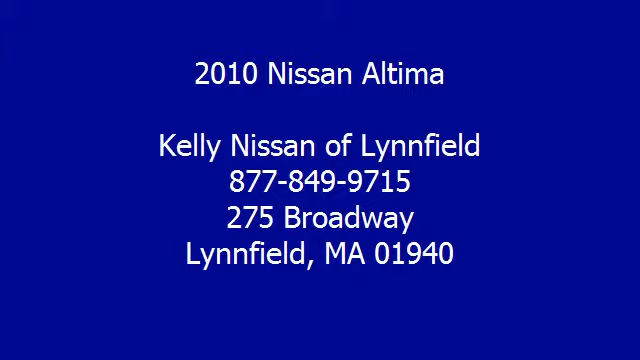 2010 Nissan Altima
Kelly Nissan of Lynnfield
877-849-9715
275 Broadway
Lynnfield, MA 01940